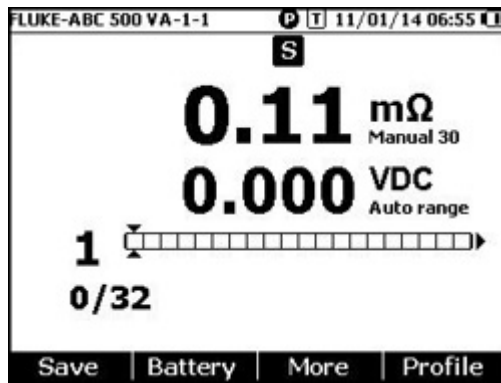 FLUKE-ABC 500 VA-1-1 P T 11/01/14 06:55
S
0.11 mΩ
Manual 30
0.000 VDC
Auto range
1
0/32
Save Battery More Profile